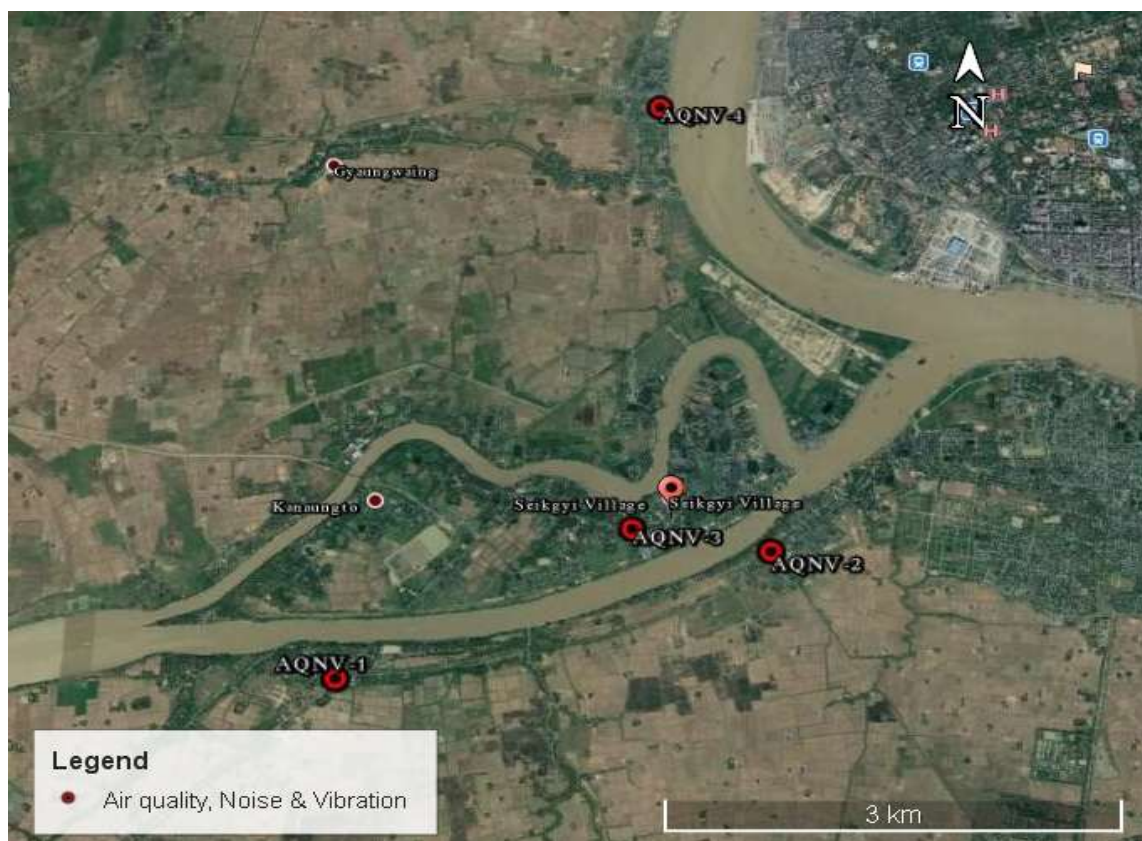 AQNV-4
N
H
H
Gyaungwaing
Kanaungto
Seikgyi Village
Seikgyi Village
AQNV-3
AQNV-2
AQNV-1
Legend
Air quality, Noise & Vibration
3 km